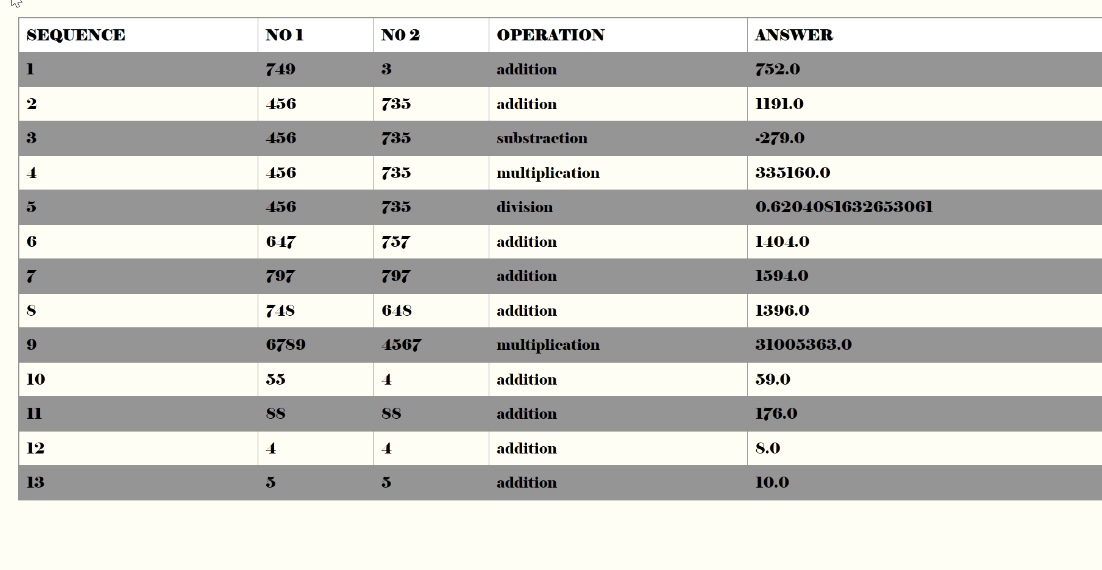 SEQUENCE NO 1 NO 2 OPERATION ANSWER
1 749 3 addition 752.0
2 456 735 addition 1191.0
3 456 735 substraction -279.0
4 456 735 multiplication 335160.0
5 456 735 division 0.6204081632653061
6 647 757 addition 1404.0
7 797 797 addition 1594.0
8 748 648 addition 1396.0
9 6789 4567 multiplication 31005363.0
10 55 4 addition 59.0
11 88 88 addition 176.0
12 4 4 addition 8.0
13 5 5 addition 10.0